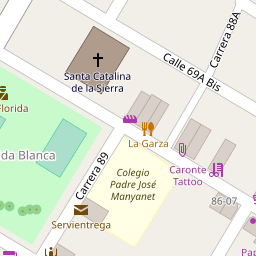 Carrera 88A
Calle 69A Bis
Santa Catalina
de la Sierra
Florida
La Garza
da Blanca
Carrera 89
Colegio
Padre José
Manyanet
Caronte
Tattoo
86-07
Servientrega
Pap